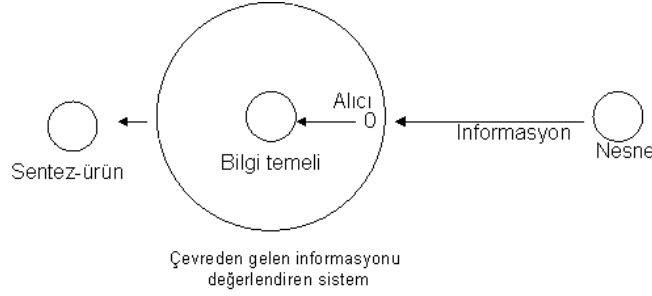 Alıcı
0
Informasyon
Nesne
Bilgi temeli
Sentez-ürün
Çevreden gelen informasyonu
değerlendiren sistem